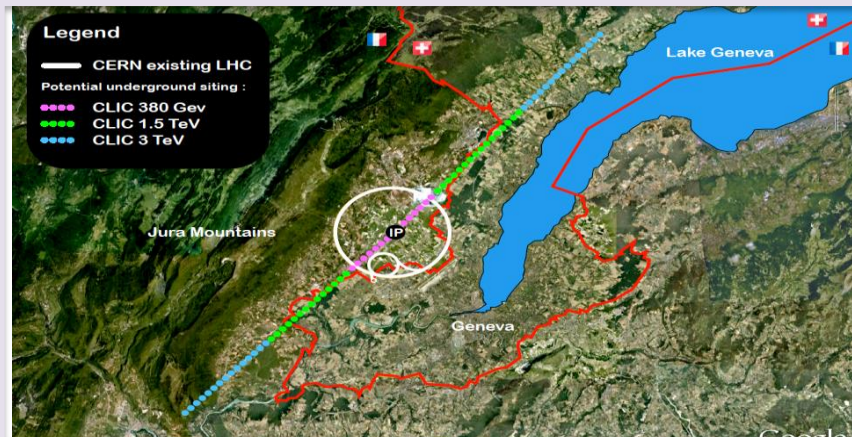 Legend
CERN existing LHC
Potential underground siting :
CLIC 380 Gev
CLIC 1.5 TeV
CLIC 3 TeV
Lake Geneva
Jura Mountains
IP
Geneva